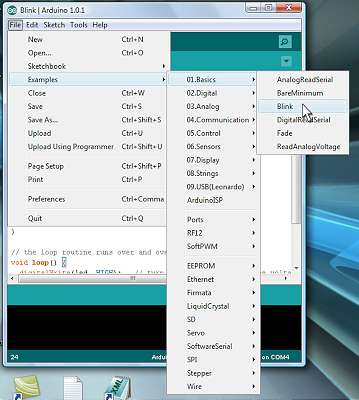 Blink | Arduino 1.0.1
File Edit Sketch Tools Help
New Ctrl+N
Open... Ctrl+O
Sketchbook
Examples
Close Ctrl+W
Save Ctrl+S
Save As... Ctrl+Shift+S
Upload Ctrl+U
Upload Using Programmer Ctrl+Shift+U
Page Setup Ctrl+Shift+P
Print Ctrl+P
Preferences Ctrl+Comma
Quit Ctrl+Q
01.Basics
02.Digital
03.Analog
04.Communication
05.Control
06.Sensors
07.Display
08.Strings
09.USB(Leonardo)
ArduinoISP
Ports
RF12
SoftPWM
EEPROM
Ethernet
Firmata
LiquidCrystal
SD
Servo
SoftwareSerial
SPI
Stepper
Wire
AnalogReadSerial
BareMinimum
Blink
DigitalReadSerial
Fade
ReadAnalogVoltage
}
// the loop routine runs over and ove
void loop() {
digitalWrite(led, HIGH); // turn
24 on COM4
XML